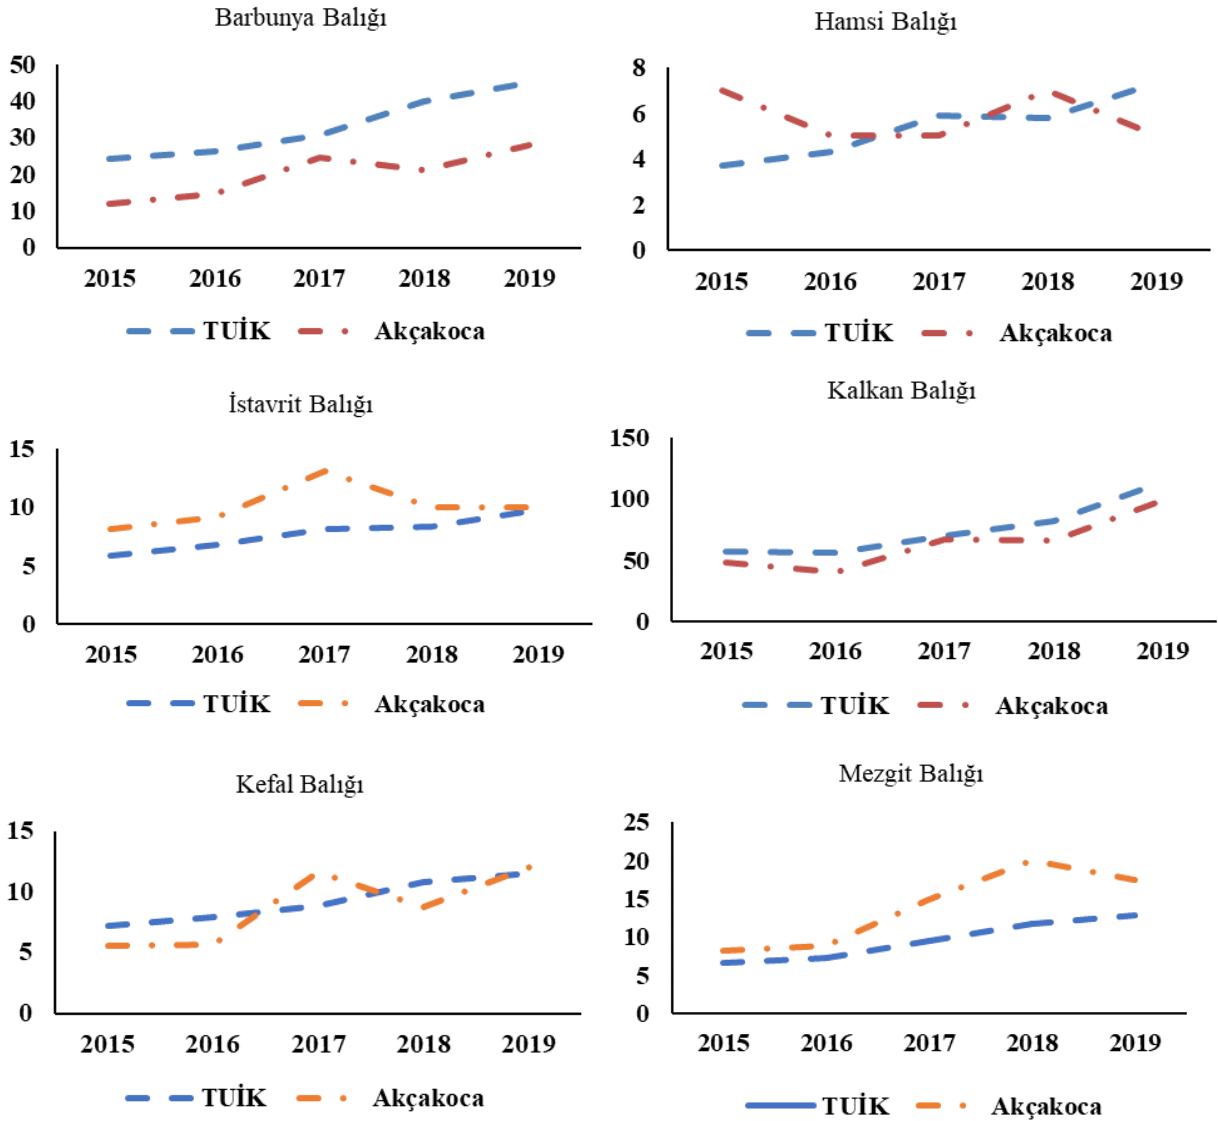 Barbunya Balığı
50
40
30
20
10
0
2015 2016 2017 2018 2019
TUİK Akçakoca
Hamsi Balığı
8
6
4
2
0
2015 2016 2017 2018 2019
TUİK Akçakoca
İstavrit Balığı
15
10
5
0
2015 2016 2017 2018 2019
TUİK Akçakoca
Kalkan Balığı
150
100
50
0
2015 2016 2017 2018 2019
TUİK Akçakoca
Kefal Balığı
15
10
5
0
2015 2016 2017 2018 2019
TUİK Akçakoca
Mezgit Balığı
25
20
15
10
5
0
2015 2016 2017 2018 2019
TUİK Akçakoca